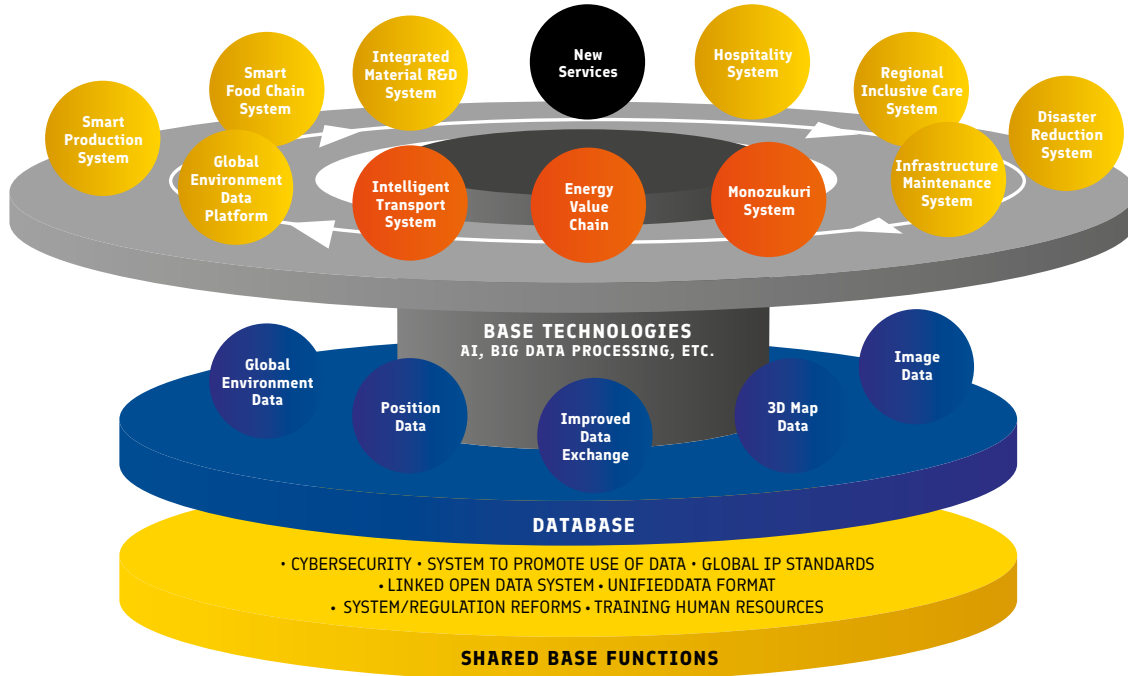 New
Services
Integrated
Material R&D
System
Hospitality
System
Smart
Food Chain
System
Regional
Inclusive Care
System
Smart
Production
System
Disaster
Reduction
System
Global
Environment
Data
Platform
Intelligent
Transport
System
Energy
Value
Chain
Monozukuri
System
Infrastructure
Maintenance
System
BASE TECHNOLOGIES
AI, BIG DATA PROCESSING, ETC.
Global
Environment
Data
Position
Data
Improved
Data
Exchange
3D Map
Data
Image
Data
DATABASE
• CYBERSECURITY • SYSTEM TO PROMOTE USE OF DATA • GLOBAL IP STANDARDS
• LINKED OPEN DATA SYSTEM • UNIFIEDDATA FORMAT
• SYSTEM/REGULATION REFORMS • TRAINING HUMAN RESOURCES
SHARED BASE FUNCTIONS